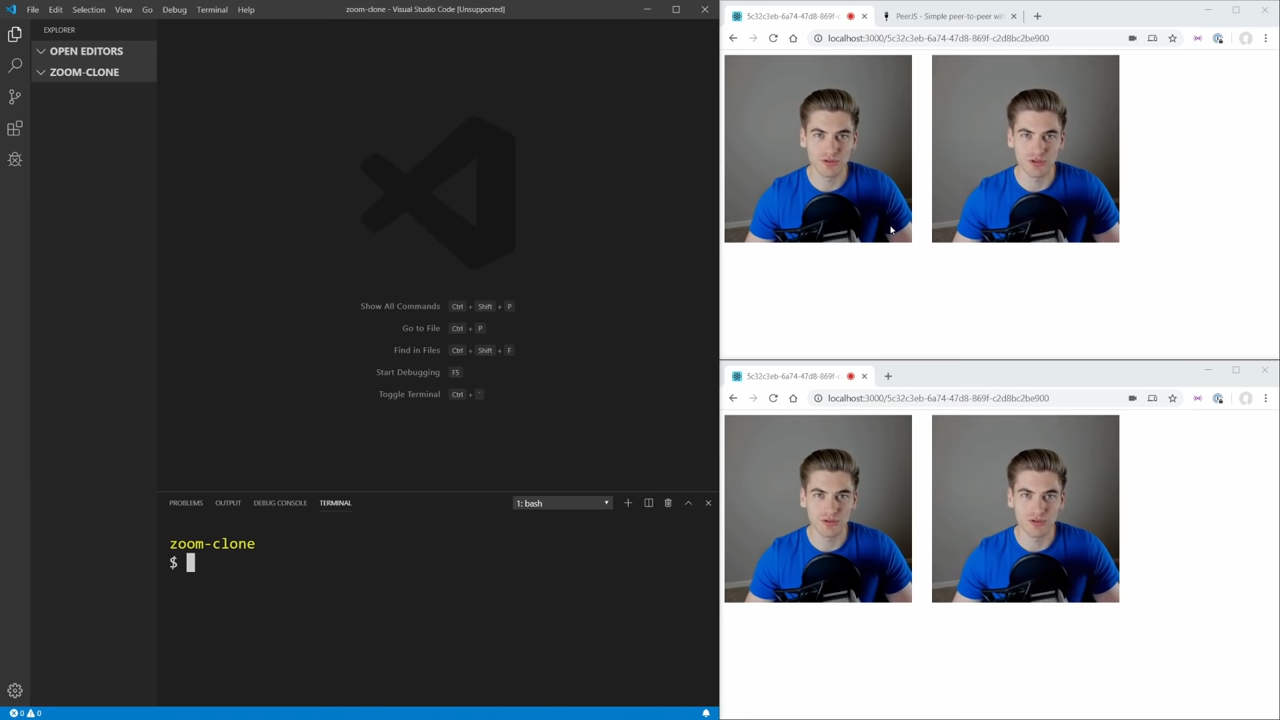 File Edit Selection View Go Debug Terminal Help
zoom-clone - Visual Studio Code [Unsupported]
EXPLORER
OPEN EDITORS
ZOOM-CLONE
Show All Commands Ctrl + Shift + P
Go to File Ctrl + P
Find in Files Ctrl + Shift + F
Start Debugging F5
Toggle Terminal Ctrl + `
PROBLEMS OUTPUT DEBUG CONSOLE TERMINAL
1: bash
zoom-clone
$
0 0
5c32c3eb-6a74-47d8-869f-c
PeerJS - Simple peer-to-peer wit
localhost:3000/5c32c3eb-6a74-47d8-869f-c2d8bc2be900
5c32c3eb-6a74-47d8-869f-c
localhost:3000/5c32c3eb-6a74-47d8-869f-c2d8bc2be900